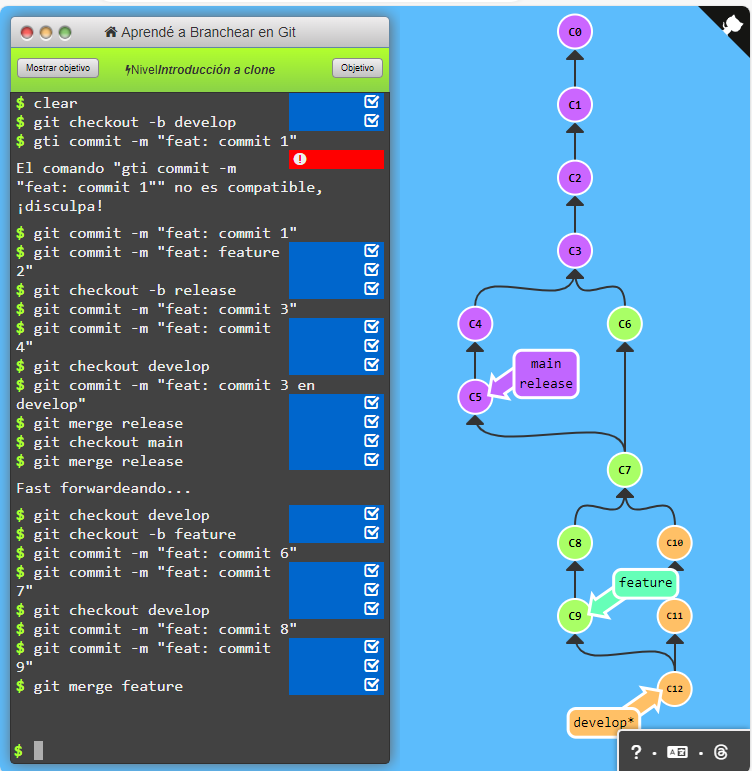 Aprendé a Branchear en Git
Mostrar objetivo
NivelIntroducción a clone
Objetivo
$ clear
$ git checkout -b develop
$ gti commit -m "feat: commit 1"
El comando "gti commit -m
"feat: commit 1"" no es compatible,
¡disculpa!
$ git commit -m "feat: commit 1"
$ git commit -m "feat: feature
2"
$ git checkout -b release
$ git commit -m "feat: commit 3"
$ git commit -m "feat: commit
4"
$ git checkout develop
$ git commit -m "feat: commit 3 en
develop"
$ git merge release
$ git checkout main
$ git merge release
Fast forwardeando...
$ git checkout develop
$ git checkout -b feature
$ git commit -m "feat: commit 6"
$ git commit -m "feat: commit
7"
$ git checkout develop
$ git commit -m "feat: commit 8"
$ git commit -m "feat: commit
9"
$ git merge feature
$
C0
C1
C2
C3
C4
C6
main
release
C5
C7
C8
C10
feature
C9
C11
C12
develop*
?